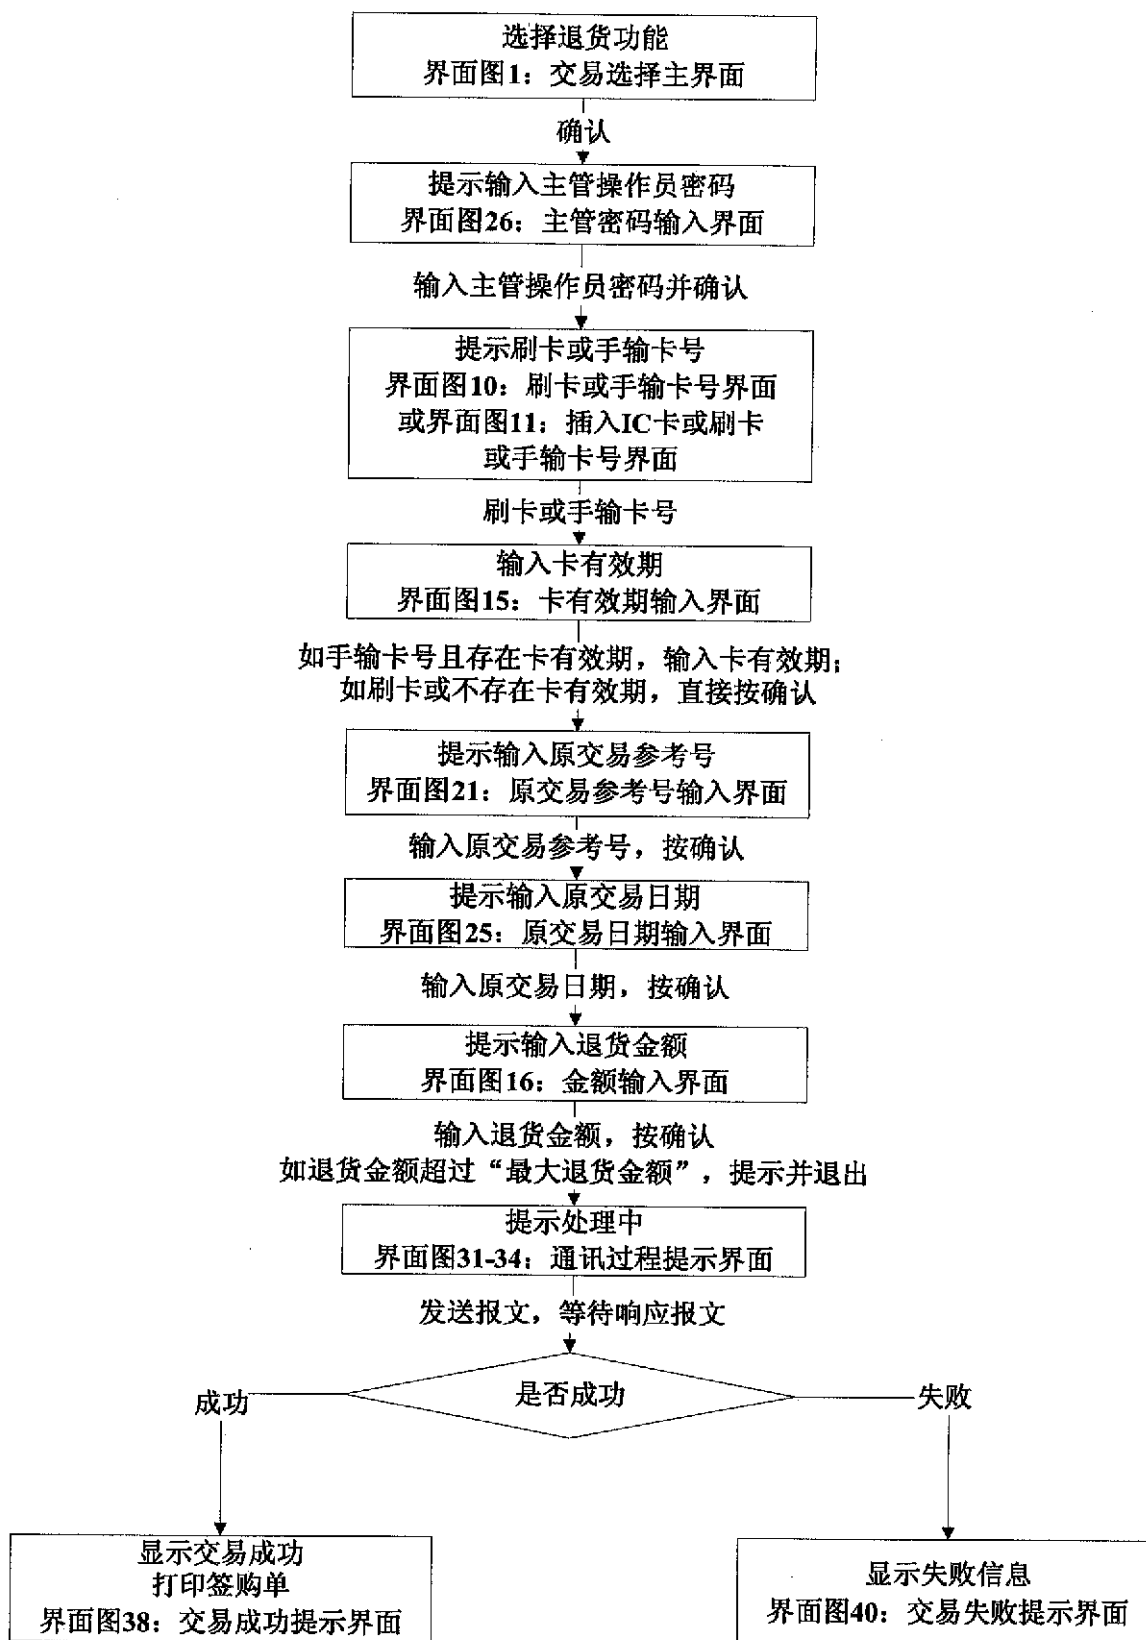 选择退货功能
界面图1：交易选择主界面
确认
提示输入主管操作员密码
界面图26：主管密码输入界面
输入主管操作员密码并确认
提示刷卡或手输卡号
界面图10：刷卡或手输卡号界面
或界面图11：插入IC卡或刷卡
或手输卡号界面
刷卡或手输卡号
输入卡有效期
界面图15：卡有效期输入界面
如手输卡号且存在卡有效期，输入卡有效期；
如刷卡或不存在卡有效期，直接按确认
提示输入原交易参考号
界面图21：原交易参考号输入界面
输入原交易参考号，按确认
提示输入原交易日期
界面图25：原交易日期输入界面
输入原交易日期，按确认
提示输入退货金额
界面图16：金额输入界面
输入退货金额，按确认
如退货金额超过“最大退货金额”，提示并退出
提示处理中
界面图31-34：通讯过程提示界面
发送报文，等待响应报文
是否成功
成功
失败
显示交易成功
打印签购单
界面图38：交易成功提示界面
显示失败信息
界面图40：交易失败提示界面